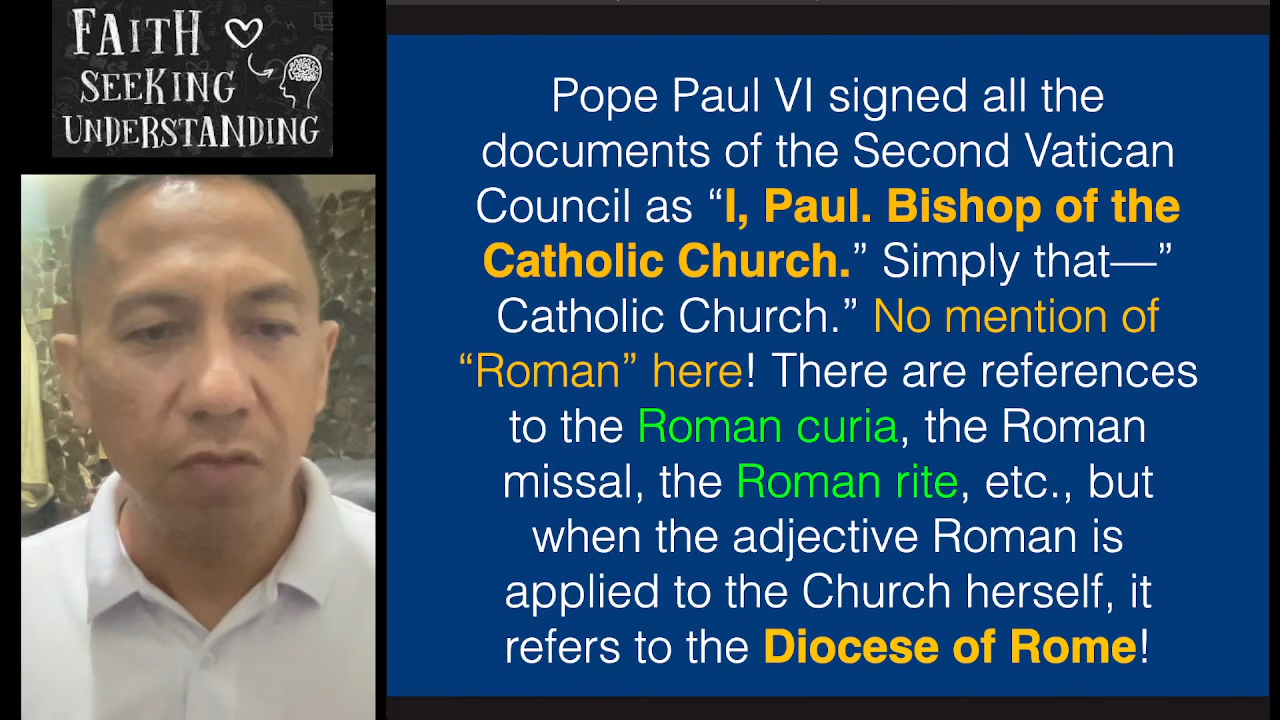 FAITH
SEEKING
UNDERSTANDING
Pope Paul VI signed all the
documents of the Second Vatican
Council as “I, Paul. Bishop of the
Catholic Church.” Simply that—”
Catholic Church.” No mention of
“Roman” here! There are references
to the Roman curia, the Roman
missal, the Roman rite, etc., but
when the adjective Roman is
applied to the Church herself, it
refers to the Diocese of Rome!